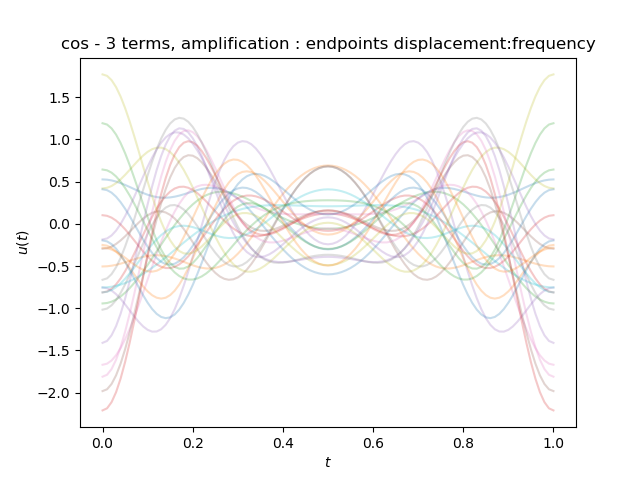 cos - 3 terms, amplification : endpoints displacement:frequency
1.5
1.0
0.5
0.0
−0.5
−1.0
−1.5
−2.0
u(t)
0.0 0.2 0.4 0.6 0.8 1.0
t